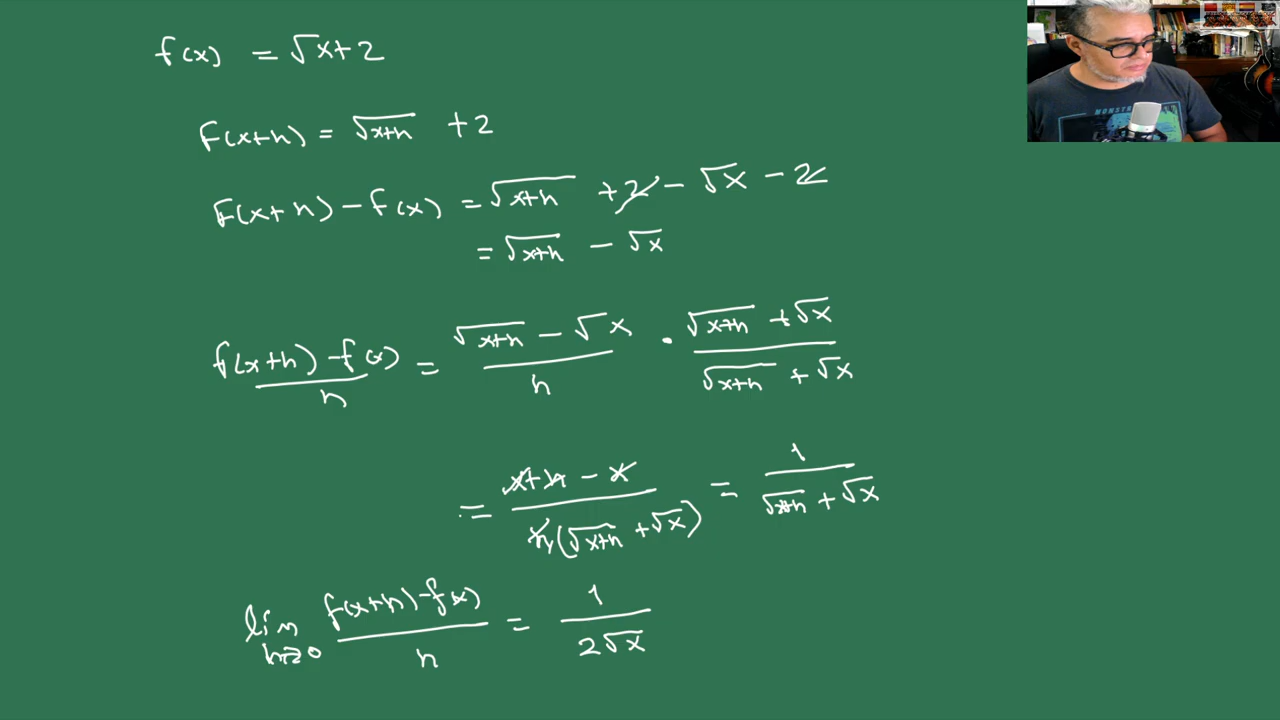 f(x) = √x + 2
F(x+h) = √x+h + 2
F(x+h) - f(x) = √x+h + 2 - √x - 2
= √x+h - √x
f(x+h) - f(x) / h = √x+h - √x / h · √x+h + √x / √x+h + √x
= x+h - x / h(√x+h + √x) = 1 / √x+h + √x
lim h→0 f(x+h) - f(x) / h = 1 / 2√x